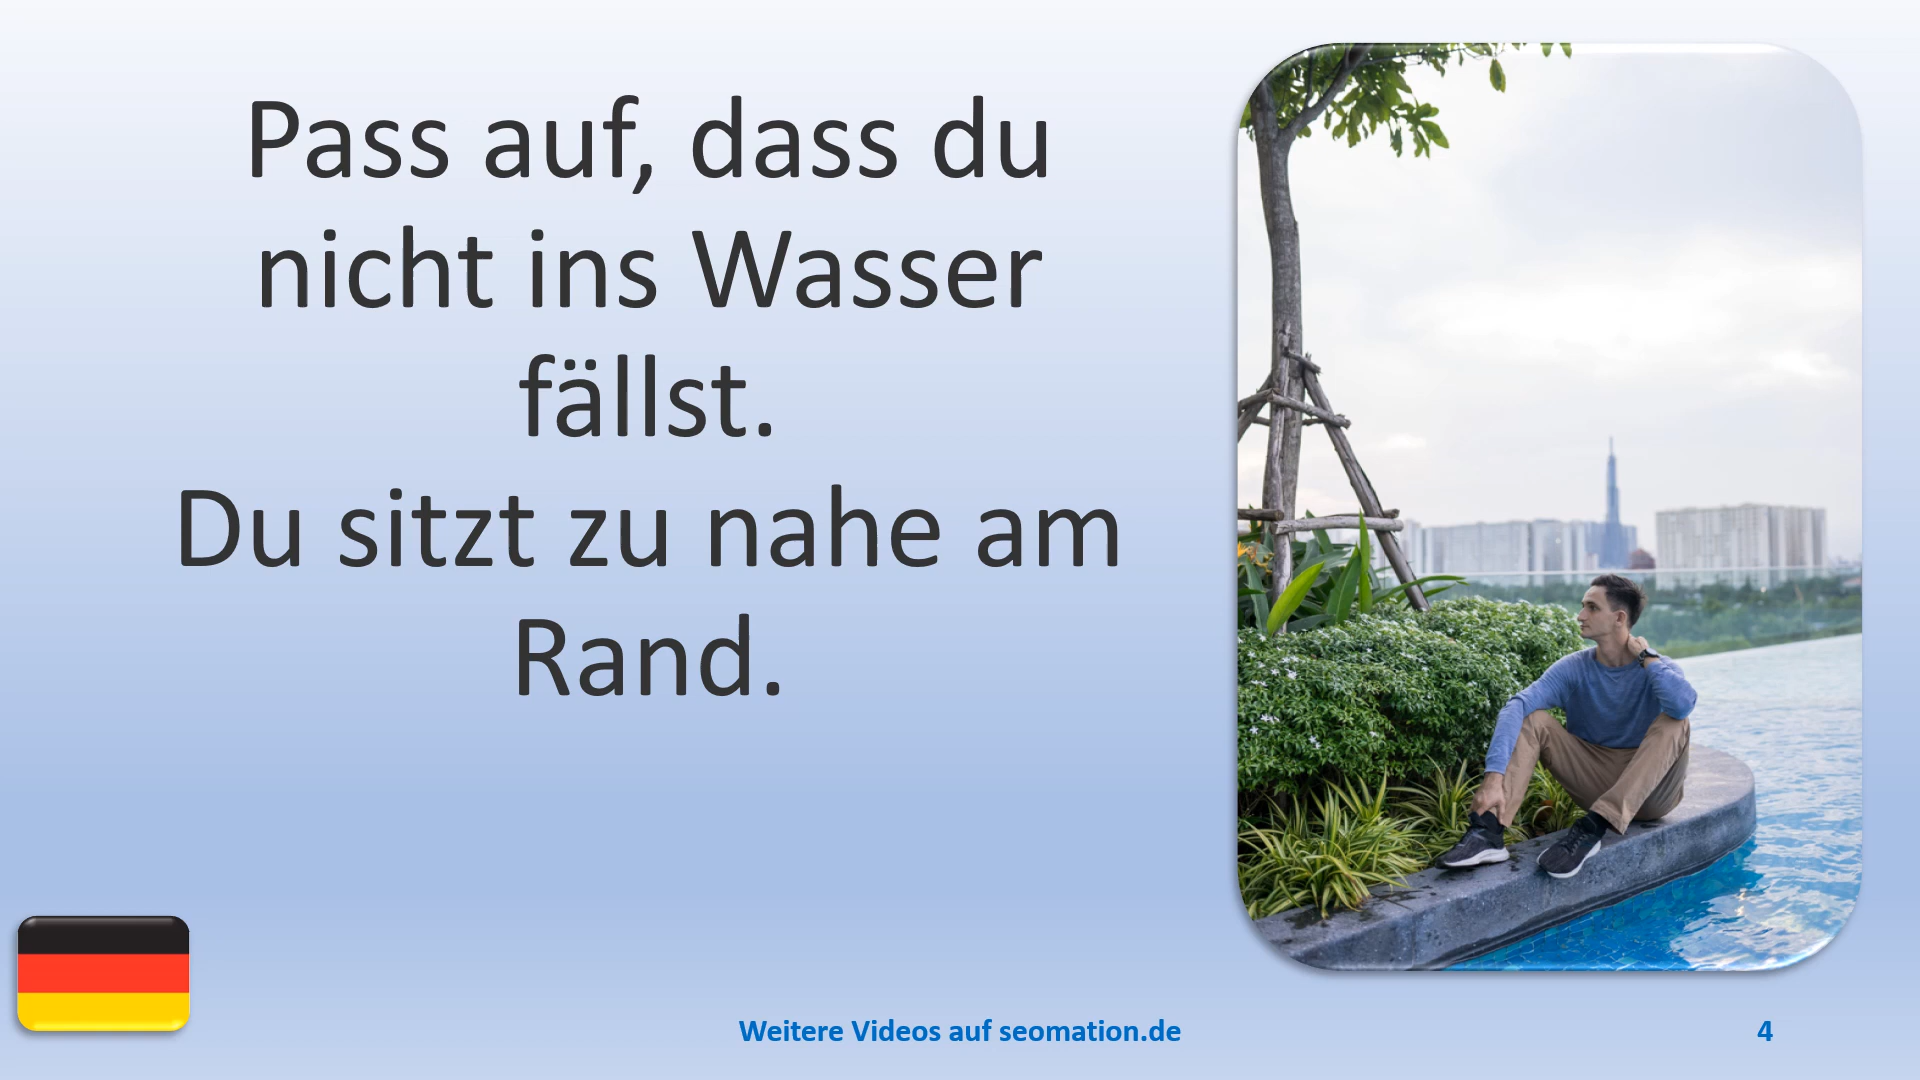 Pass auf, dass du
nicht ins Wasser
fällst.
Du sitzt zu nahe am
Rand.
Weitere Videos auf seomation.de
4